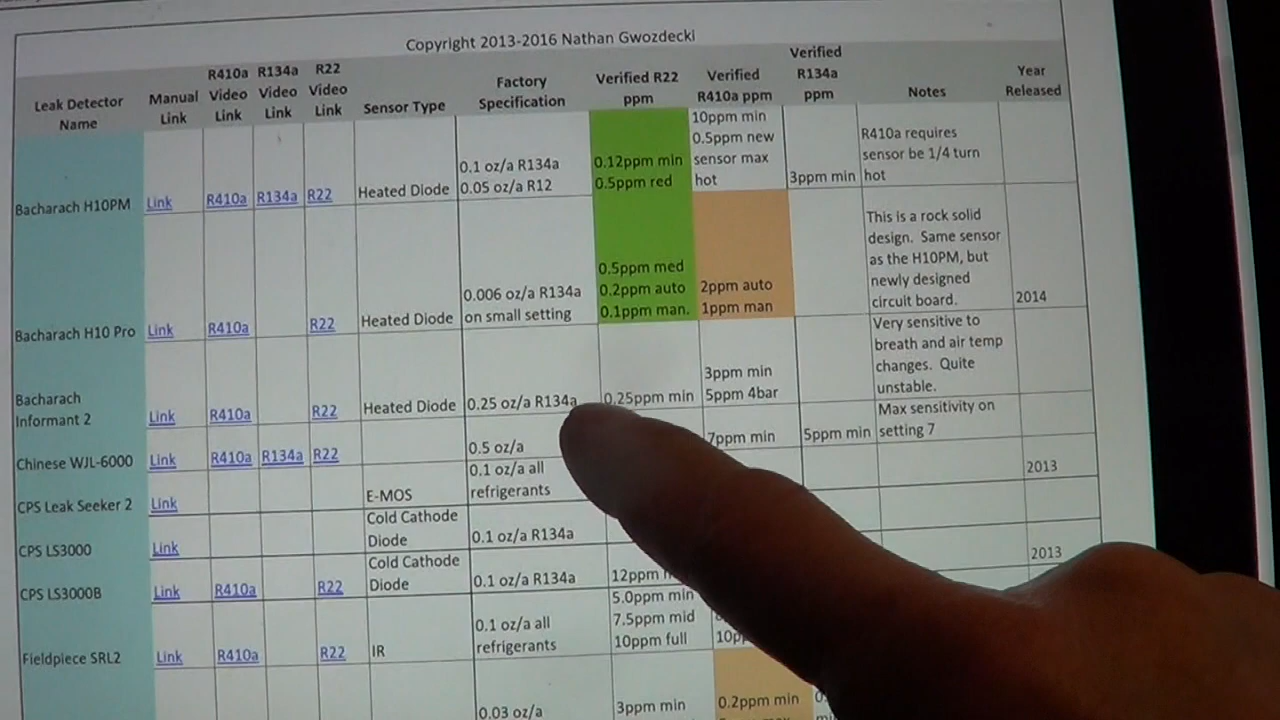 Copyright 2013-2016 Nathan Gwozdecki
Leak Detector
Name
Manual
Link
R410a
Video
Link
R134a
Video
Link
R22
Video
Link
Sensor Type
Factory
Specification
Verified R22
ppm
Verified
R410a ppm
Verified
R134a
ppm
Notes
Year
Released
Bacharach H10PM
Link
R410a
R134a
R22
Heated Diode
0.1 oz/a R134a
0.05 oz/a R12
0.12ppm min
0.5ppm red
10ppm min
0.5ppm new
sensor max
hot
3ppm min
R410a requires
sensor be 1/4 turn
hot
Bacharach H10 Pro
Link
R410a
R22
Heated Diode
0.006 oz/a R134a
on small setting
0.5ppm med
0.2ppm auto
0.1ppm man.
2ppm auto
1ppm man
This is a rock solid
design. Same sensor
as the H10PM, but
newly designed
circuit board.
2014
Bacharach
Informant 2
Link
R410a
R22
Heated Diode
0.25 oz/a R134a
0.25ppm min
3ppm min
5ppm 4bar
Very sensitive to
breath and air temp
changes. Quite
unstable.
Chinese WJL-6000
Link
R410a
R134a
R22
0.5 oz/a
7ppm min
5ppm min
Max sensitivity on
setting 7
CPS Leak Seeker 2
Link
E-MOS
0.1 oz/a all
refrigerants
2013
CPS LS3000
Link
Cold Cathode
Diode
0.1 oz/a R134a
CPS LS3000B
Link
R410a
R22
Cold Cathode
Diode
0.1 oz/a R134a
12ppm
2013
Fieldpiece SRL2
Link
R410a
R22
IR
0.1 oz/a all
refrigerants
5.0ppm min
7.5ppm mid
10ppm full
0.03 oz/a
3ppm min
0.2ppm min